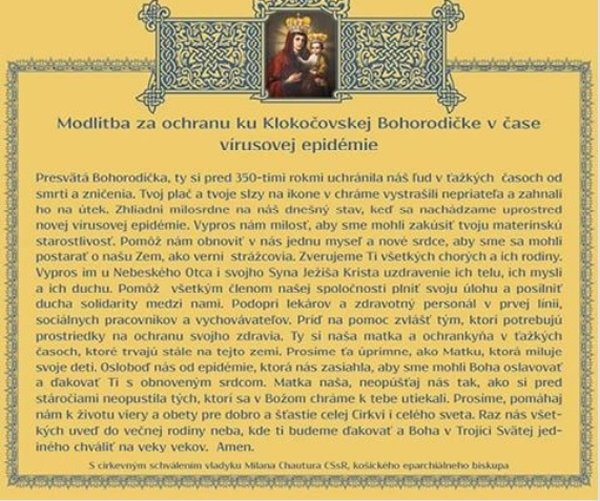 Modlitba za ochranu ku Klokočovskej Bohorodičke v čase
vírusovej epidémie
Presvätá Bohorodička, ty si pred 350-timi rokmi uchránila náš ľud v ťažkých časoch od
smrti a zničenia. Tvoj plač a tvoje slzy na ikone v chráme vystrašili nepriateľa a zahnali
ho na útek. Zhliadni milosrdne na náš dnešný stav, keď sa nachádzame uprostred
novej vírusovej epidémie. Vypros nám milosť, aby sme mohli zakúsiť tvoju materinskú
starostlivosť. Pomôž nám obnoviť v nás jednu myseľ a nové srdce, aby sme sa mohli
postarať o našu Zem, ako verní strážcovia. Zverujeme Ti všetkých chorých a ich rodiny.
Vypros im u Nebeského Otca i svojho Syna Ježiša Krista uzdravenie ich tela, ich mysli
a ich duchu. Pomôž všetkým členom našej spoločnosti plniť svoju úlohu a posilniť
ducha solidarity medzi nami. Podopri lekárov a zdravotný personál v prvej línii,
sociálnych pracovníkov a vychovávateľov. Príď na pomoc zvlášť tým, ktorí potrebujú
prostriedky na ochranu svojho zdravia. Ty si naša matka a ochrankyňa v ťažkých
časoch, ktoré trvajú stále na tejto zemi. Prosíme ťa úprimne, ako Matku, ktorá miluje
svoje deti. Osloboď nás od epidémie, ktorá nás zasiahla, aby sme mohli Boha oslavovať
a ďakovať Ti s obnoveným srdcom. Matka naša, neopúšťaj nás tak, ako si pred
stáročiami neopustila tých, ktorí sa v Božom chráme k tebe utiekali. Prosíme, pomáhaj
nám k životu viery a obety pre dobro a šťastie celej Cirkvi i celého sveta. Raz nás všet-
kých uveď do večnej rodiny neba, kde ti budeme ďakovať a Boha v Trojici Svätej jed-
iného chváliť na veky vekov. Amen.
S cirkevným schválením vladyku Milana Chautura CSsR, košického eparchiálneho biskupa